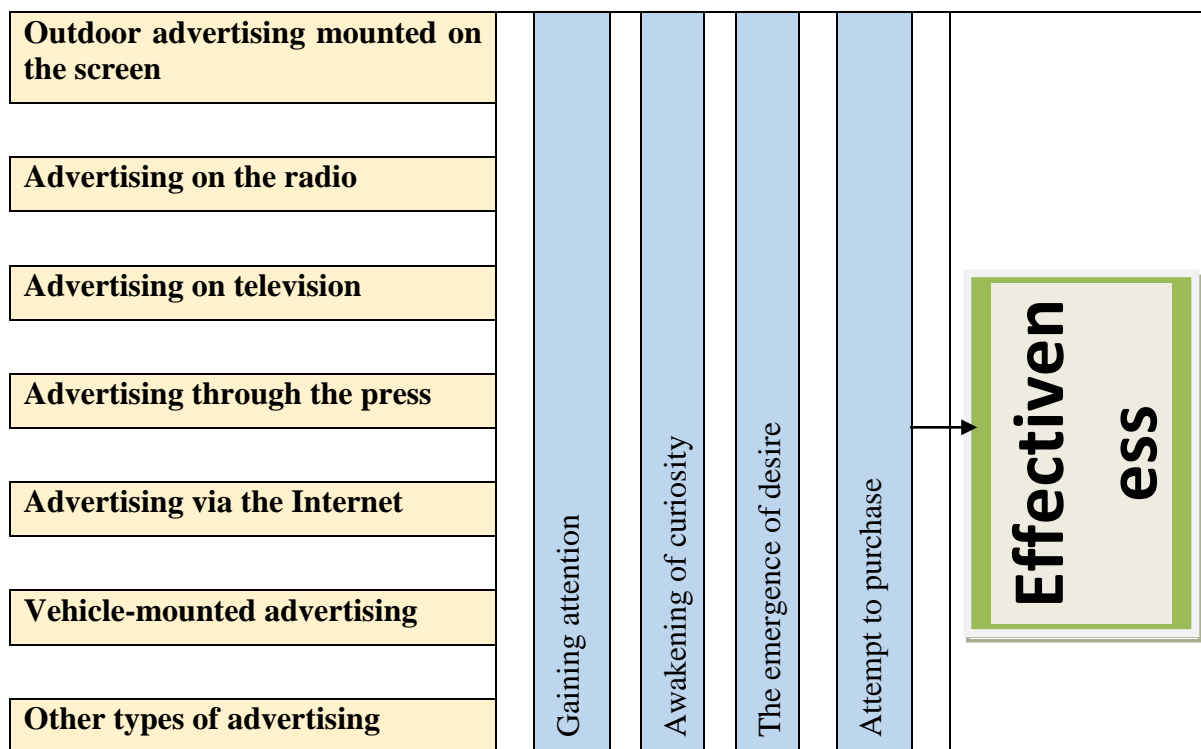 Outdoor advertising mounted on
the screen
Advertising on the radio
Advertising on television
Advertising through the press
Advertising via the Internet
Vehicle-mounted advertising
Other types of advertising
Gaining attention
Awakening of curiosity
The emergence of desire
Attempt to purchase
Effectiven
ess